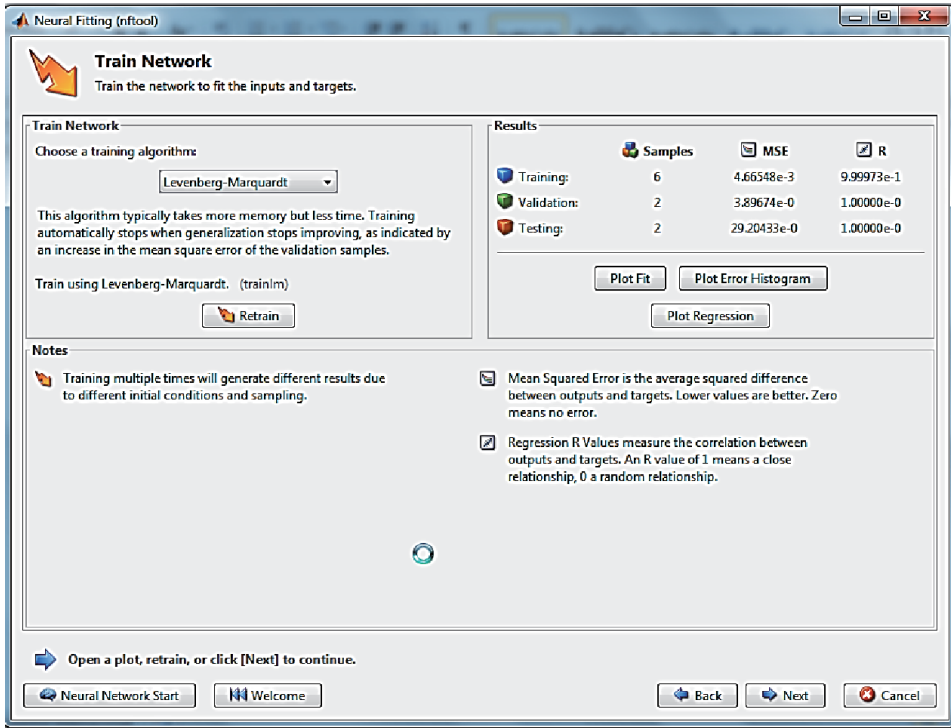 Neural Fitting (nftool)
Train Network
Train the network to fit the inputs and targets.
Train Network
Choose a training algorithm:
Levenberg-Marquardt
This algorithm typically takes more memory but less time. Training
automatically stops when generalization stops improving, as indicated by
an increase in the mean square error of the validation samples.
Train using Levenberg-Marquardt. (trainlm)
Retrain
Results
Samples MSE R
Training: 6 4.66548e-3 9.99973e-1
Validation: 2 3.89674e-0 1.00000e-0
Testing: 2 29.20433e-0 1.00000e-0
Plot Fit Plot Error Histogram
Plot Regression
Notes
Training multiple times will generate different results due
to different initial conditions and sampling.
Mean Squared Error is the average squared difference
between outputs and targets. Lower values are better. Zero
means no error.
Regression R Values measure the correlation between
outputs and targets. An R value of 1 means a close
relationship, 0 a random relationship.
Open a plot, retrain, or click [Next] to continue.
Neural Network Start Welcome Back Next Cancel